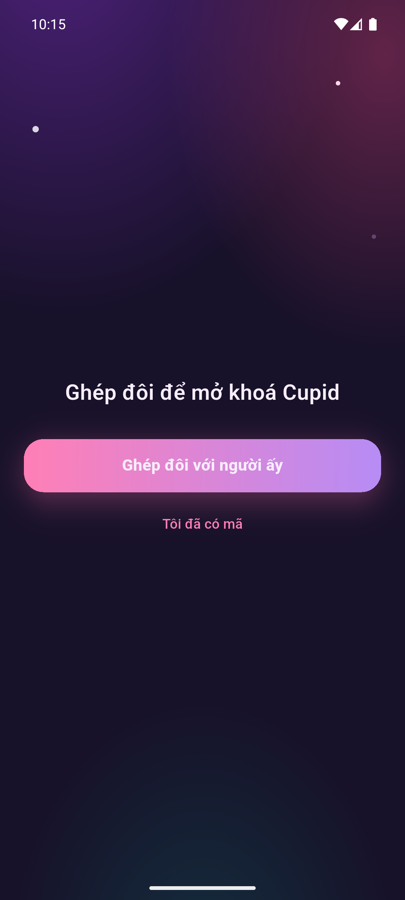 10:15
Ghép đôi để mở khoá Cupid
Ghép đôi với người ấy
Tôi đã có mã